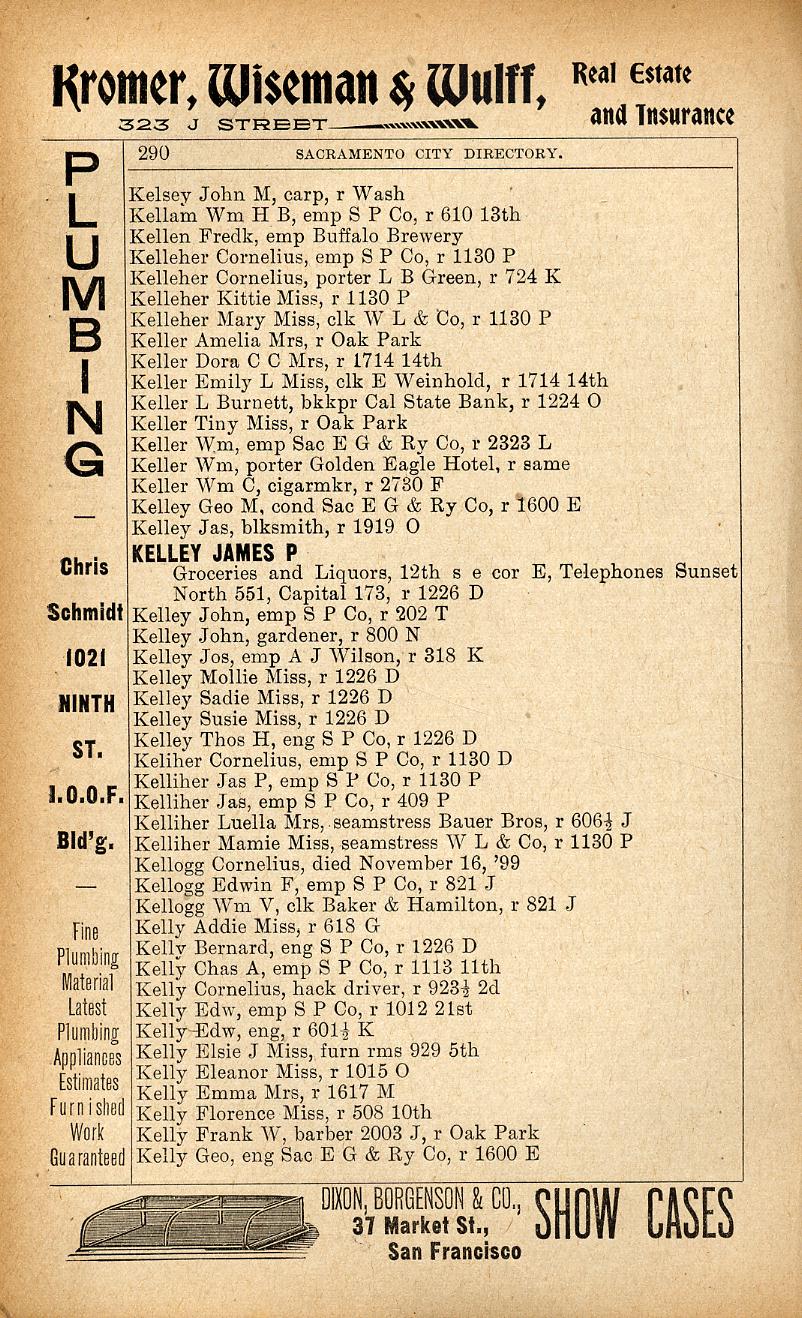 Kromer, Wiseman & Wulff,
Real Estate
and Insurance
323 J STREET
290 SACRAMENTO CITY DIRECTORY.
Kelsey John M, carp, r Wash
Kellam Wm H B, emp S P Co, r 610 13th
Kellen Fredk, emp Buffalo Brewery
Kelleher Cornelius, emp S P Co, r 1130 P
Kelleher Cornelius, porter L B Green, r 724 K
Kelleher Kittie Miss, r 1130 P
Kelleher Mary Miss, clk W L & Co, r 1130 P
Keller Amelia Mrs, r Oak Park
Keller Dora C C Mrs, r 1714 14th
Keller Emily L Miss, clk E Weinhold, r 1714 14th
Keller L Burnett, bkkpr Cal State Bank, r 1224 O
Keller Tiny Miss, r Oak Park
Keller Wm, emp Sac E G & Ry Co, r 2323 L
Keller Wm, porter Golden Eagle Hotel, r same
Keller Wm C, cigarmkr, r 2730 F
Kelley Geo M, cond Sac E G & Ry Co, r 1600 E
Kelley Jas, blksmith, r 1919 O
KELLEY JAMES P
Groceries and Liquors, 12th s e cor E, Telephones Sunset
North 551, Capital 173, r 1226 D
Kelley John, emp S P Co, r 202 T
Kelley John, gardener, r 800 N
Kelley Jos, emp A J Wilson, r 318 K
Kelley Mollie Miss, r 1226 D
Kelley Sadie Miss, r 1226 D
Kelley Susie Miss, r 1226 D
Kelley Thos H, eng S P Co, r 1226 D
Keliher Cornelius, emp S P Co, r 1130 D
Kelliher Jas P, emp S P Co, r 1130 P
Kelliher Jas, emp S P Co, r 409 P
Kelliher Luella Mrs, seamstress Bauer Bros, r 606½ J
Kelliher Mamie Miss, seamstress W L & Co, r 1130 P
Kellogg Cornelius, died November 16, '99
Kellogg Edwin F, emp S P Co, r 821 J
Kellogg Wm V, clk Baker & Hamilton, r 821 J
Kelly Addie Miss, r 618 G
Kelly Bernard, eng S P Co, r 1226 D
Kelly Chas A, emp S P Co, r 1113 11th
Kelly Cornelius, hack driver, r 923½ 2d
Kelly Edw, emp S P Co, r 1012 21st
Kelly Edw, eng, r 601½ K
Kelly Elsie J Miss, furn rms 929 5th
Kelly Eleanor Miss, r 1015 O
Kelly Emma Mrs, r 1617 M
Kelly Florence Miss, r 508 10th
Kelly Frank W, barber 2003 J, r Oak Park
Kelly Geo, eng Sac E G & Ry Co, r 1600 E
PLUMBING
—
Chris
Schmidt
1021
NINTH
ST.
I.O.O.F.
Bld'g.
—
Fine
Plumbing
Material
Latest
Plumbing
Appliances
Estimates
Furnished
Work
Guaranteed
DIXON, BORGENSON & CO.,
37 Market St.,
San Francisco
SHOW CASES